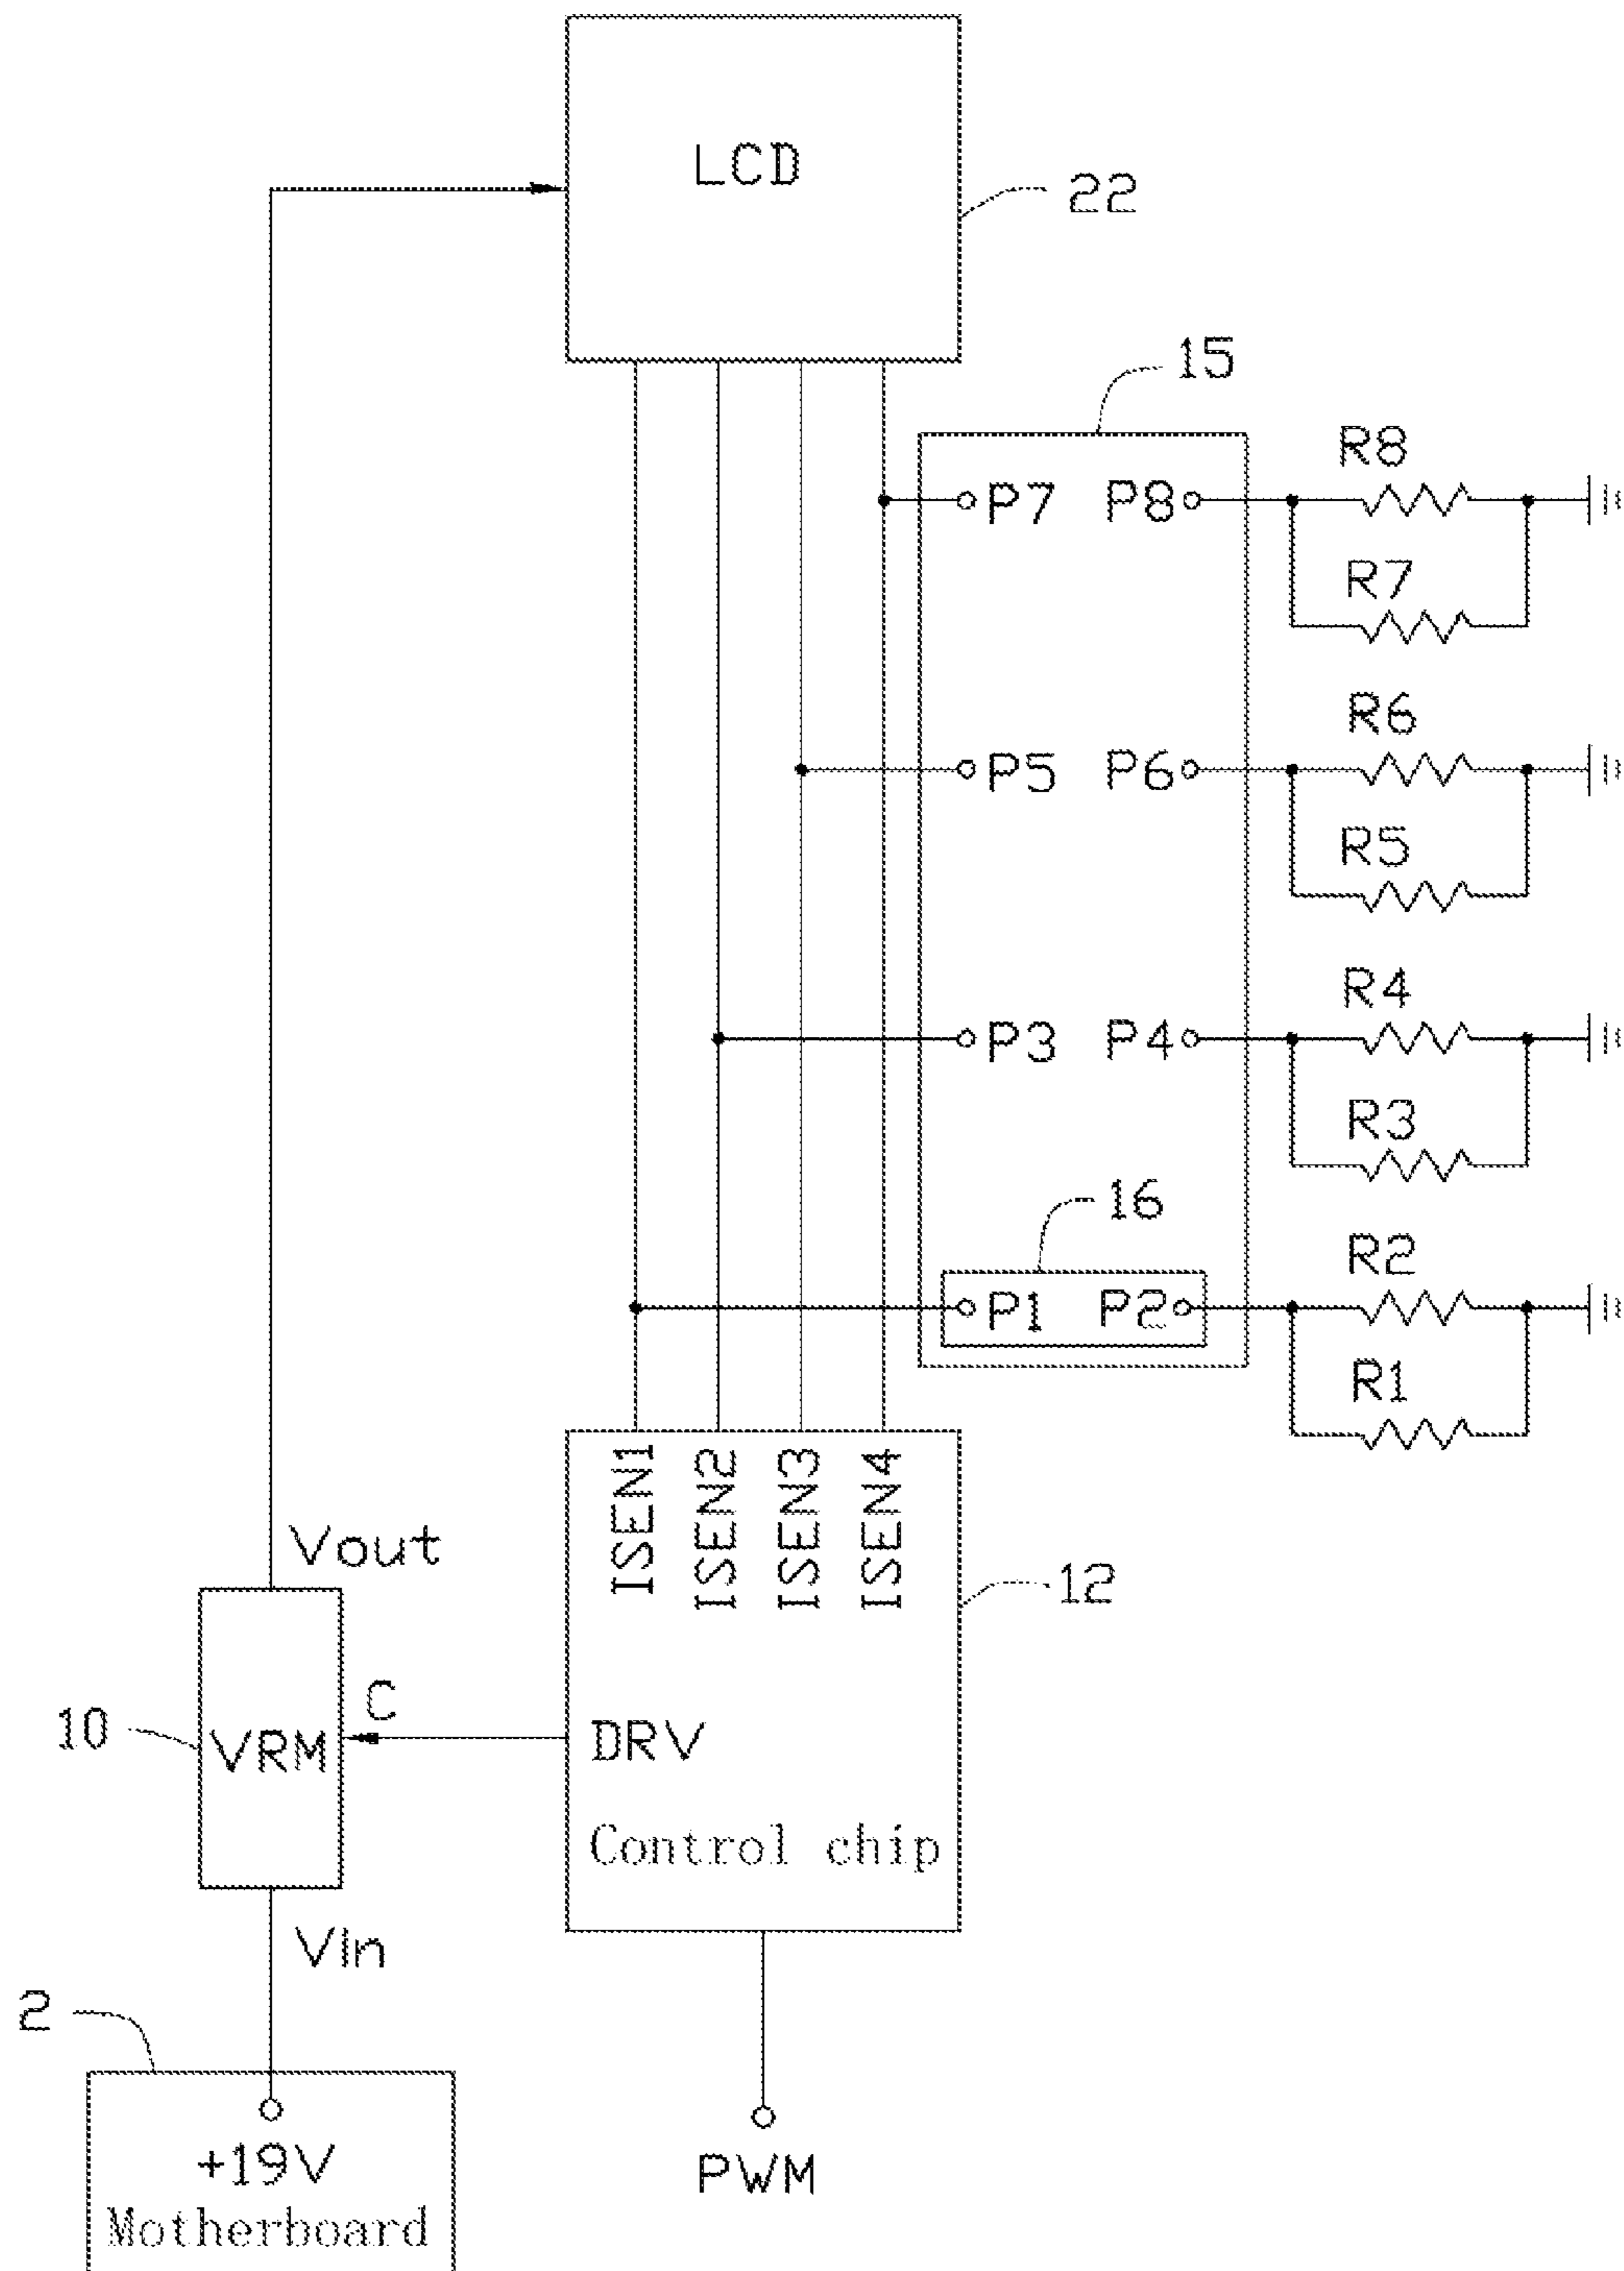 LCD
22
15
R8
P7 P8
R7
R6
P5 P6
R5
R4
P3 P4
R3
16
R2
P1 P2
R1
ISEN1
ISEN2
ISEN3
ISEN4
Vout
12
C
10
VRM
DRV
Control chip
VIn
2
+19V
PWM
Motherboard